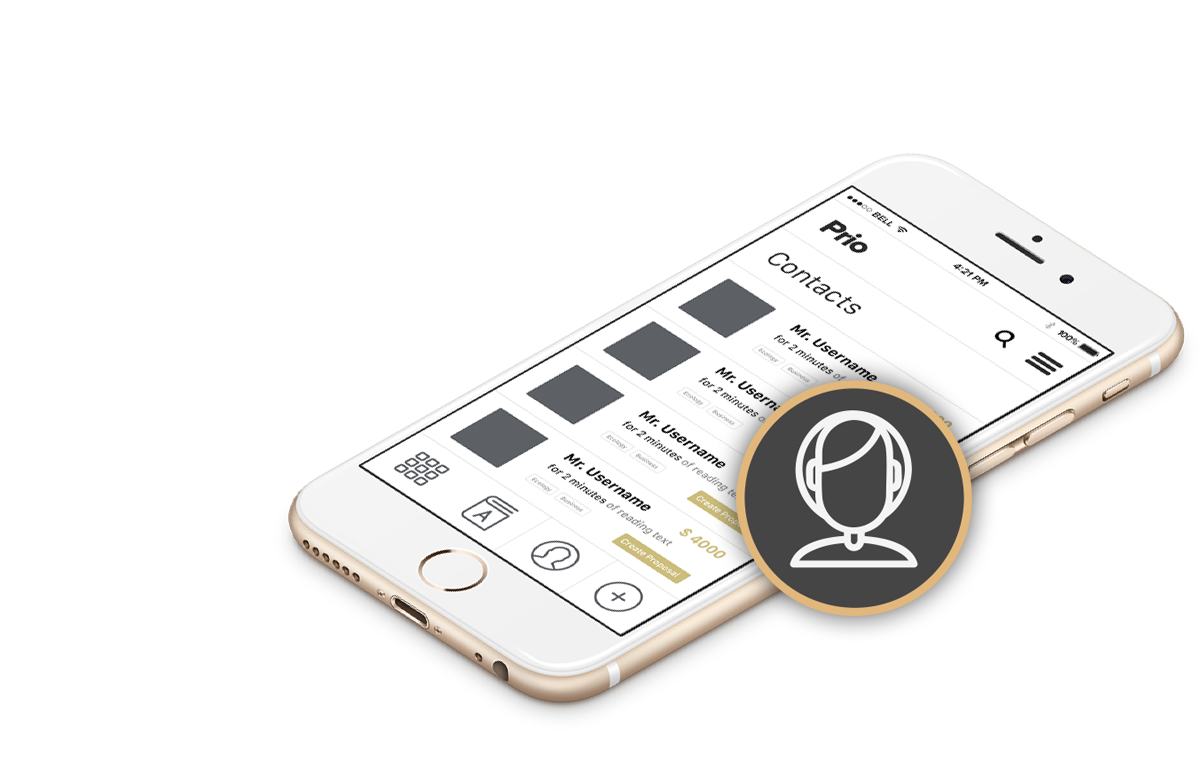 BELL
4:21 PM
100%
Prio
Contacts
Mr. Username
for 2 minutes of
Ecology Business
Mr. Userna
for 2 minutes of
Ecology Business
Mr. Username
for 2 minutes of reading tex
Ecology Business
Create Propo
Mr. Username
for 2 minutes of reading text
Ecology Business
$ 4000
Create Proposal
A